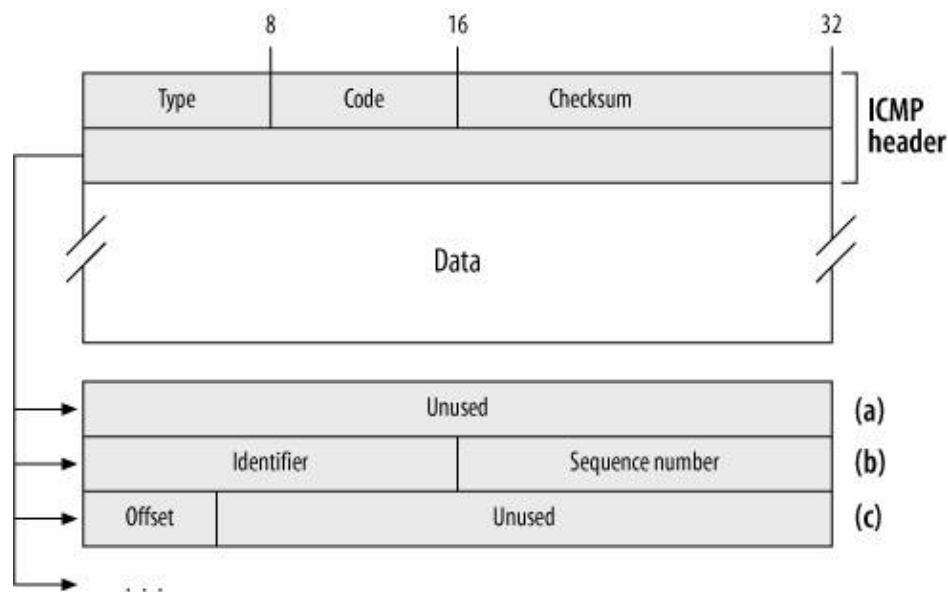 8 16 32
Type Code Checksum
ICMP
header
Data
Unused (a)
Identifier Sequence number (b)
Offset Unused (c)
. . .